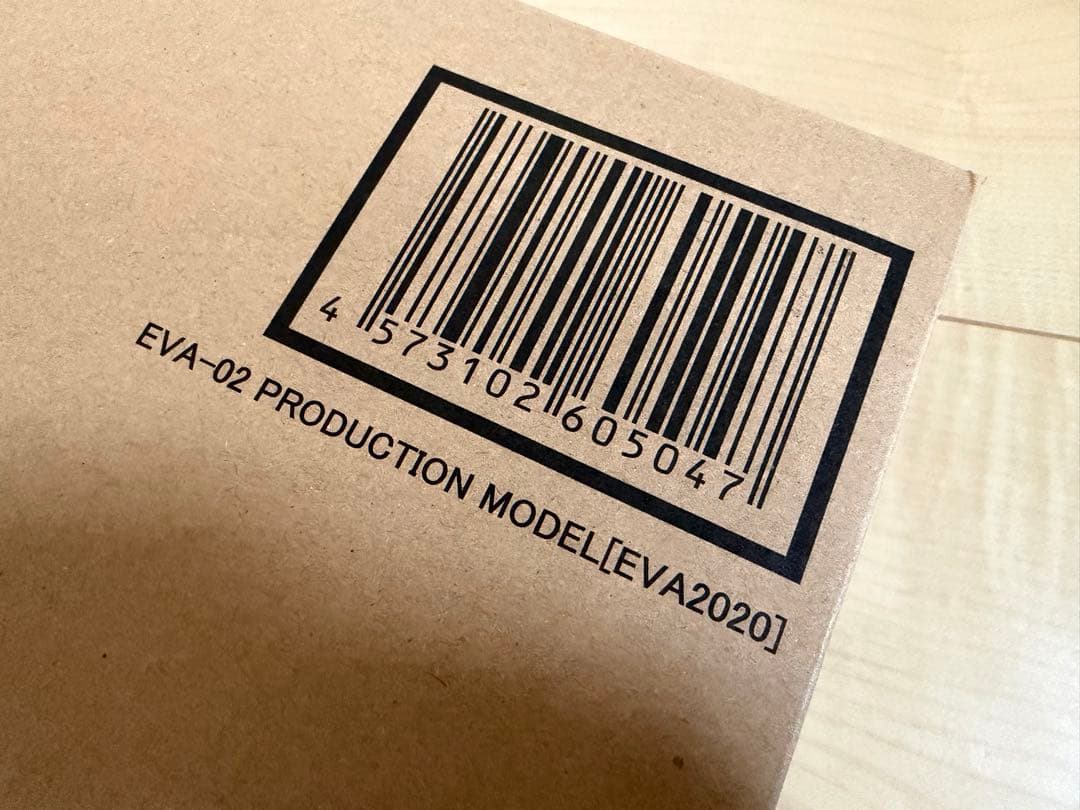 4 573102 605047
EVA-02 PRODUCTION MODEL[EVA2020]